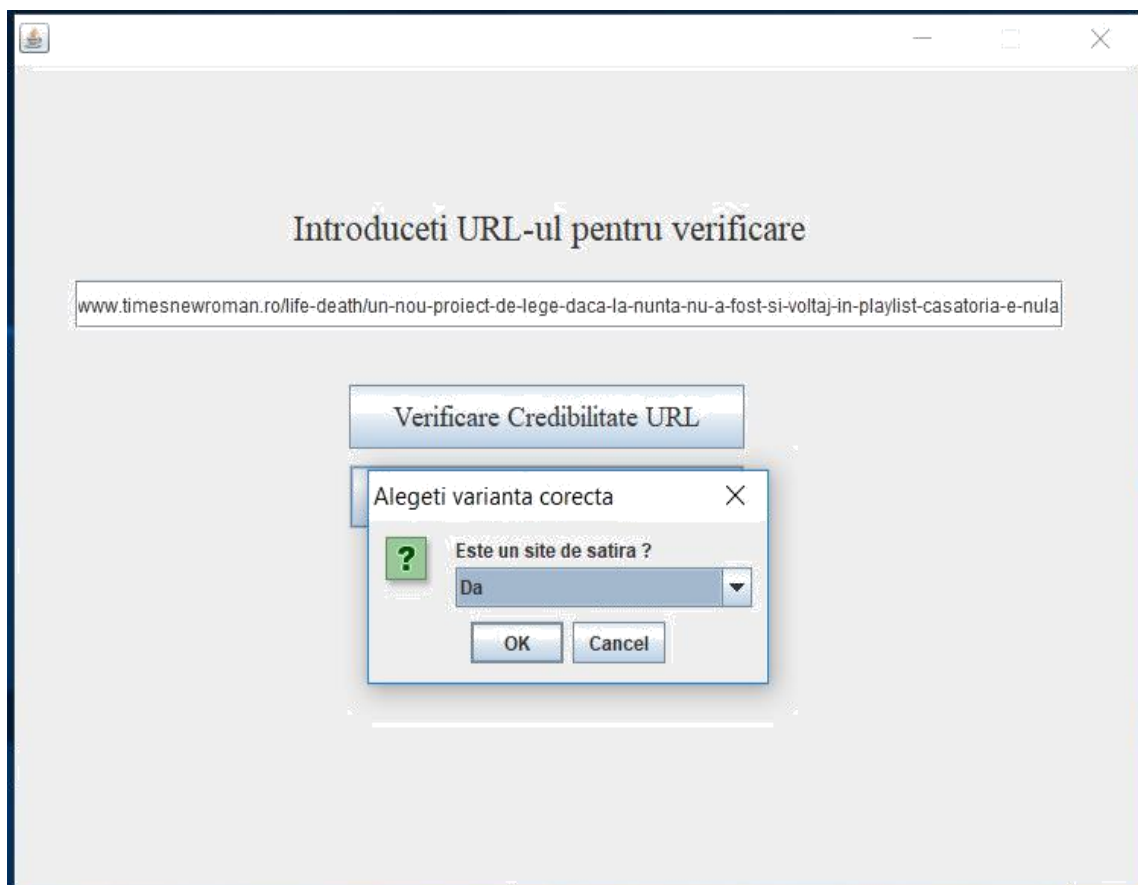 Introduceti URL-ul pentru verificare
www.timesnewroman.ro/life-death/un-nou-proiect-de-lege-daca-la-nunta-nu-a-fost-si-voltaj-in-playlist-casatoria-e-nula
Verificare Credibilitate URL
Alegeti varianta corecta
?
Este un site de satira ?
Da
OK Cancel